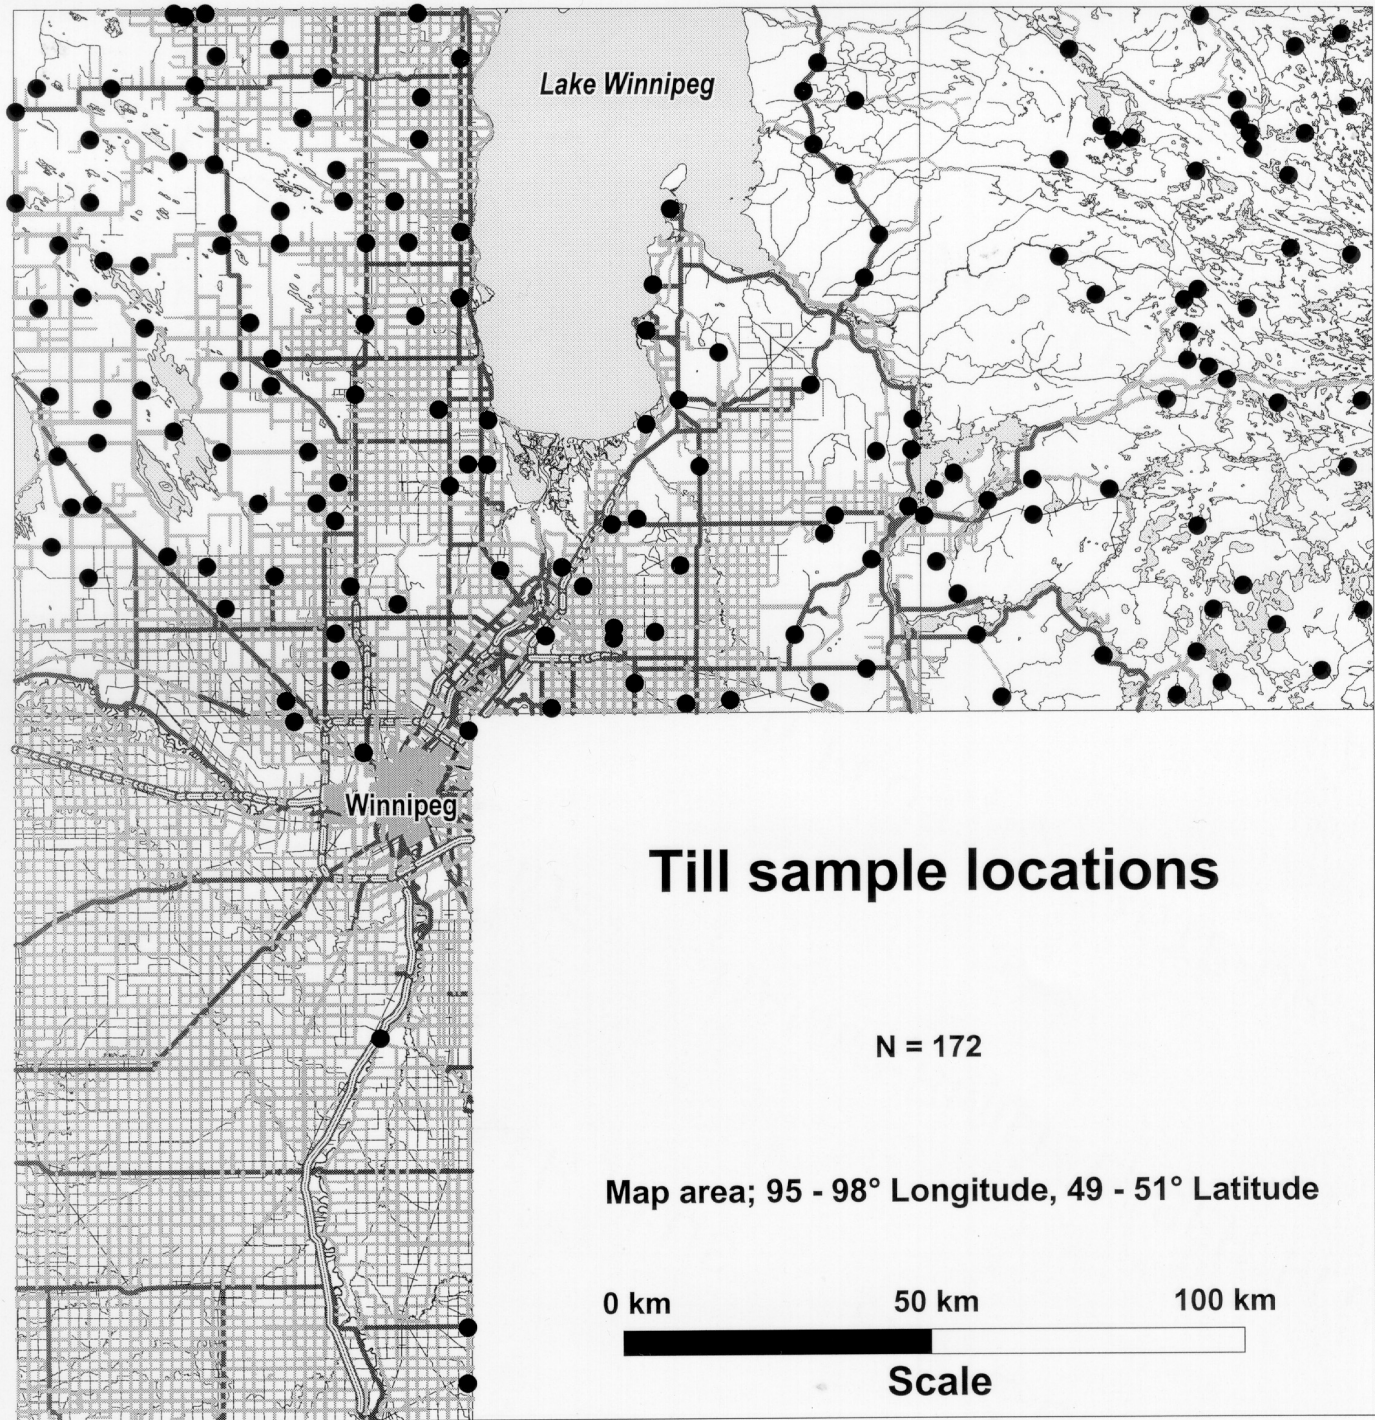 Lake Winnipeg
Winnipeg
Till sample locations
N = 172
Map area; 95 - 98° Longitude, 49 - 51° Latitude
0 km 50 km 100 km
Scale